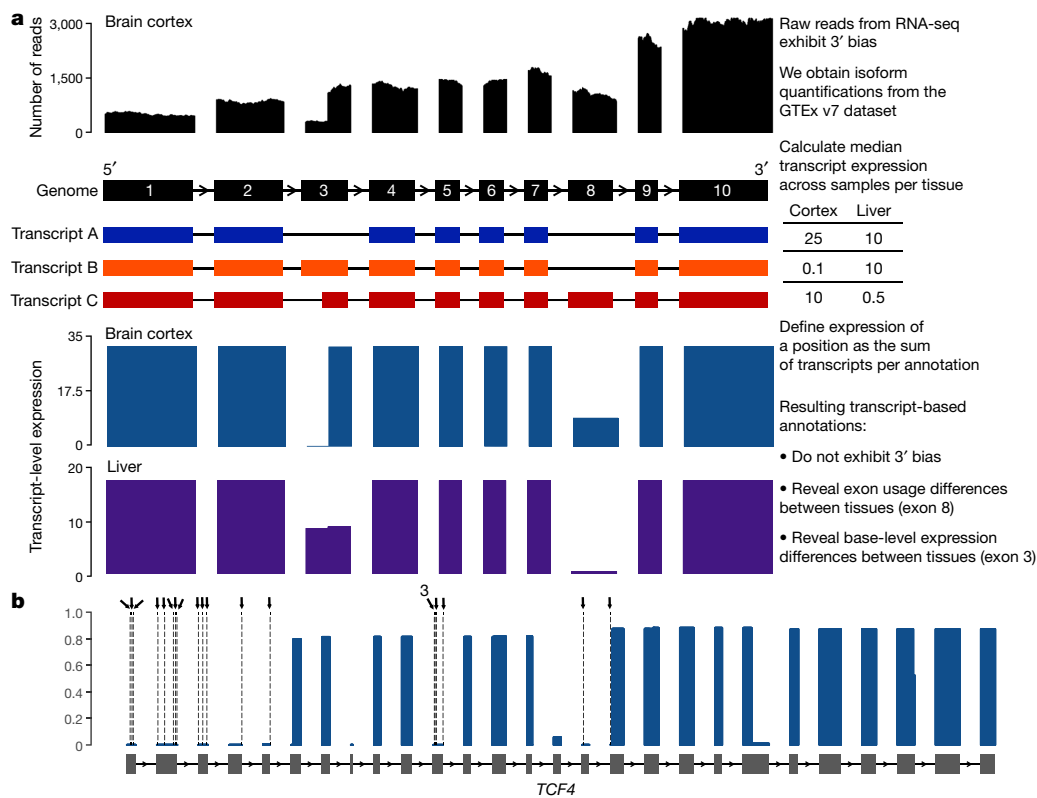 a
Brain cortex
Number of reads
3,000
1,500
0
Raw reads from RNA-seq
exhibit 3′ bias
We obtain isoform
quantifications from the
GTEx v7 dataset
5′
3′
Genome
1 2 3 4 5 6 7 8 9 10
Calculate median
transcript expression
across samples per tissue
Cortex Liver
Transcript A
25 10
Transcript B
0.1 10
Transcript C
10 0.5
Transcript-level expression
Brain cortex
35
17.5
0
Define expression of
a position as the sum
of transcripts per annotation
Resulting transcript-based
annotations:
• Do not exhibit 3′ bias
• Reveal exon usage differences
between tissues (exon 8)
• Reveal base-level expression
differences between tissues (exon 3)
Liver
20
10
0
b
3
1.0
0.8
0.6
0.4
0.2
0
TCF4